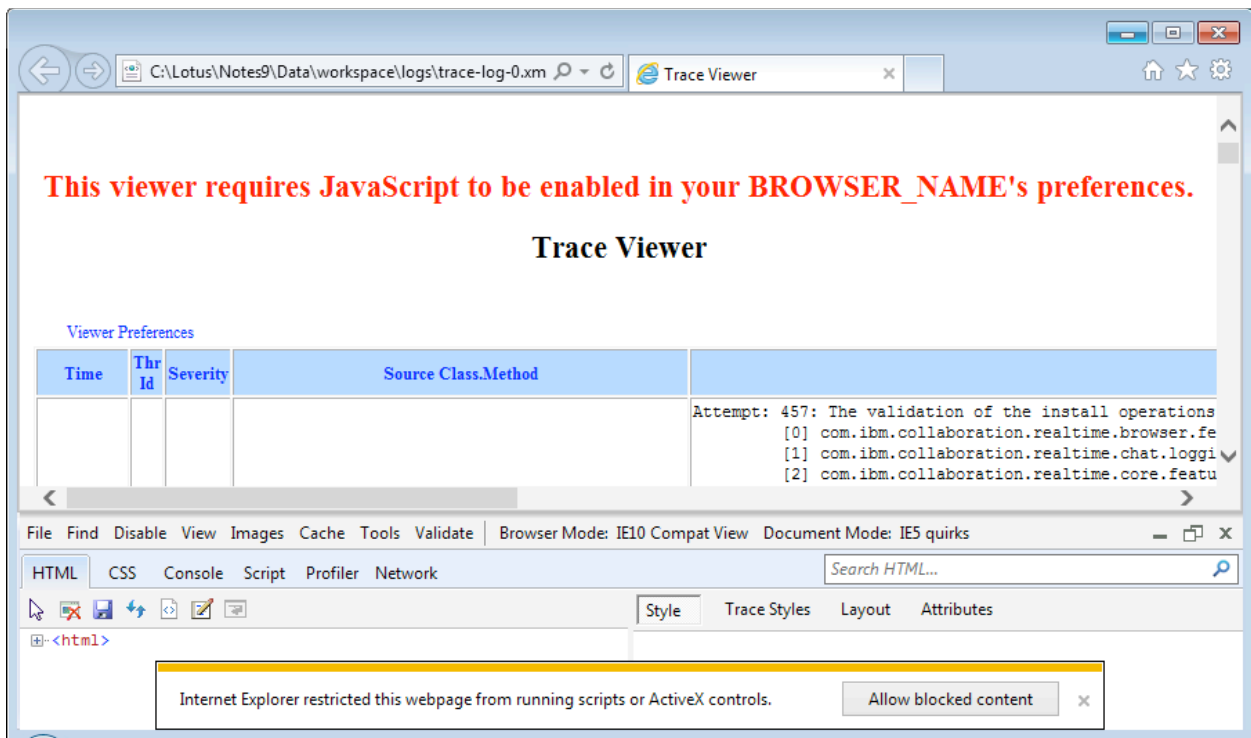 C:\Lotus\Notes9\Data\workspace\logs\trace-log-0.xm
Trace Viewer
This viewer requires JavaScript to be enabled in your BROWSER_NAME's preferences.
Trace Viewer
Viewer Preferences
Time Thr Id Severity Source Class.Method
Attempt: 457: The validation of the install operations
[0] com.ibm.collaboration.realtime.browser.fe
[1] com.ibm.collaboration.realtime.chat.loggi
[2] com.ibm.collaboration.realtime.core.featu
File Find Disable View Images Cache Tools Validate Browser Mode: IE10 Compat View Document Mode: IE5 quirks
HTML CSS Console Script Profiler Network Search HTML...
Style Trace Styles Layout Attributes
<html>
Internet Explorer restricted this webpage from running scripts or ActiveX controls. Allow blocked content